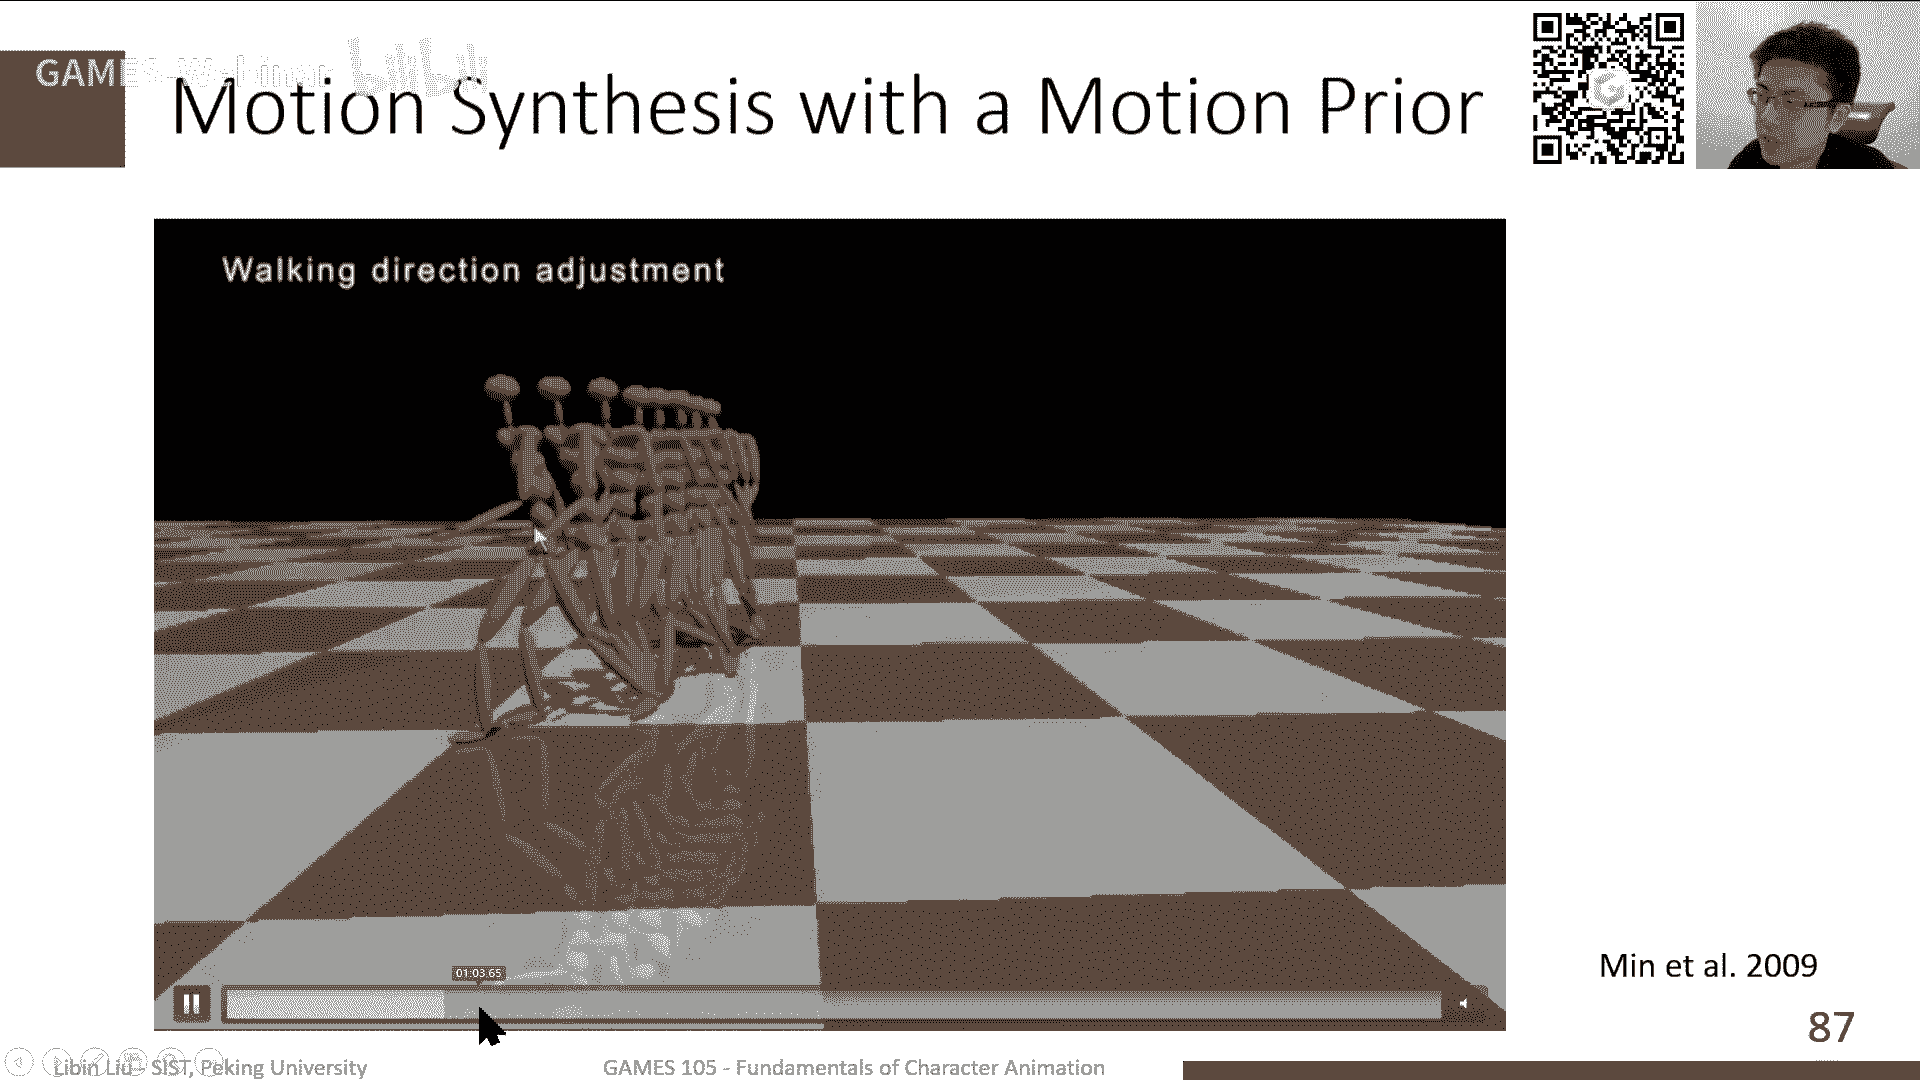 GAMES-Webinar bilibili
Motion Synthesis with a Motion Prior
Walking direction adjustment
01:03.65
Min et al. 2009
87
Libin Liu - SIST, Peking University
GAMES 105 - Fundamentals of Character Animation